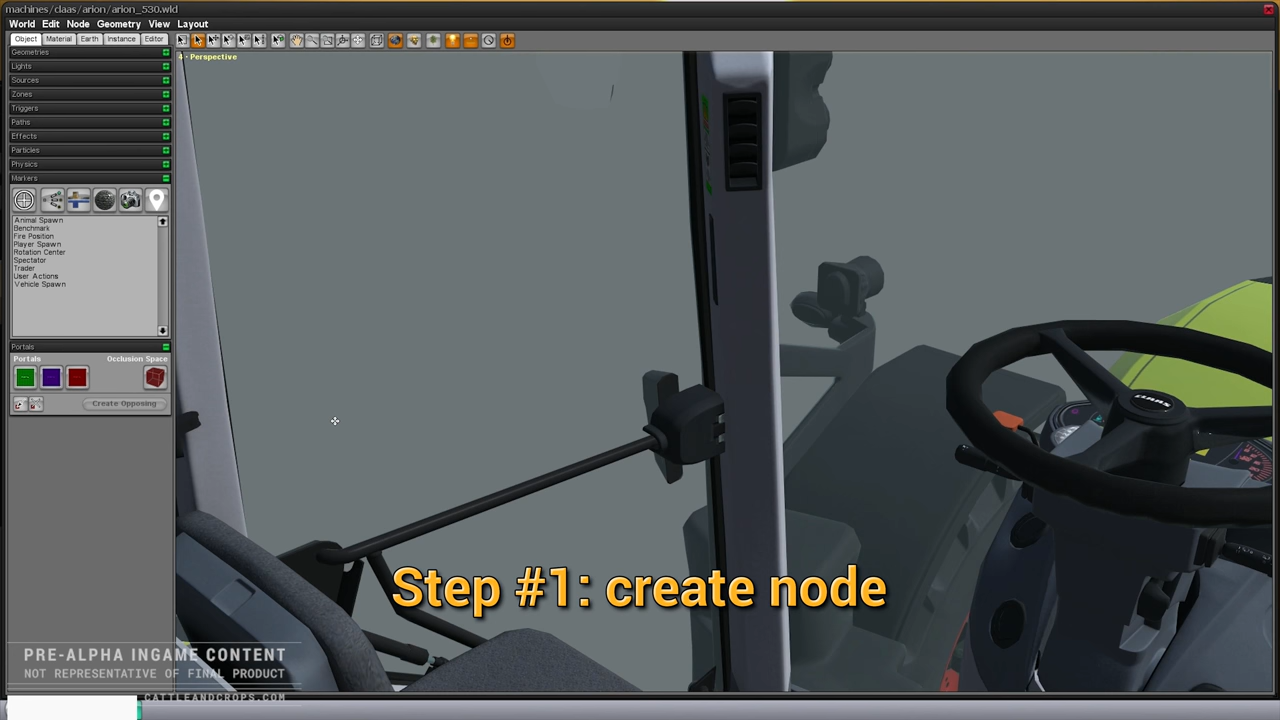 machines/claas/arion/arion_530.wld
World Edit Node Geometry View Layout
Object Material Earth Instance Editor
Geometries
4 - Perspective
Lights
Sources
Zones
Triggers
Paths
Effects
Particles
Physics
Markers
Animal Spawn
Benchmark
Fire Position
Player Spawn
Rotation Center
Spectator
Trader
User Actions
Vehicle Spawn
Portals
Portals Occlusion Space
Create Opposing
CLAAS
Step #1: create node
PRE-ALPHA INGAME CONTENT
NOT REPRESENTATIVE OF FINAL PRODUCT
CATTLEANDCROPS.COM